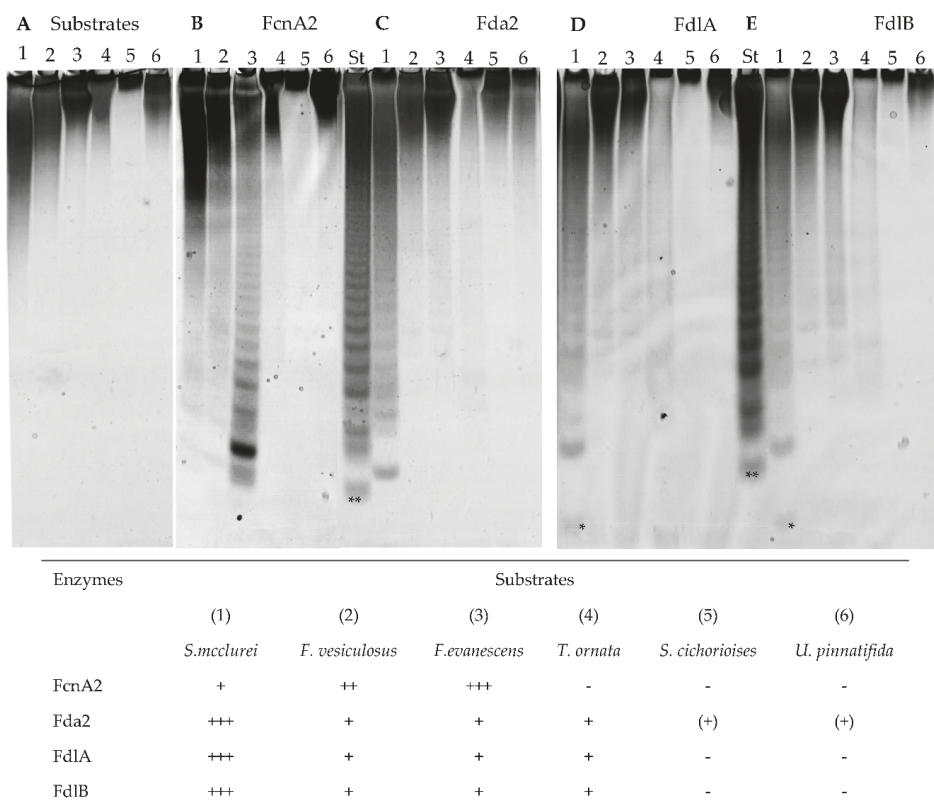 A Substrates B FcnA2 C Fda2 D FdlA E FdlB
1 2 3 4 5 6 1 2 3 4 5 6 St 1 2 3 4 5 6 1 2 3 4 5 6 St 1 2 3 4 5 6
** **
* *
Enzymes Substrates
(1) (2) (3) (4) (5) (6)
S.mcclurei F. vesiculosus F.evanescens T. ornata S. cichorioises U. pinnatifida
FcnA2 + ++ +++ - - -
Fda2 +++ + + + (+) (+)
FdlA +++ + + + - -
FdlB +++ + + + - -